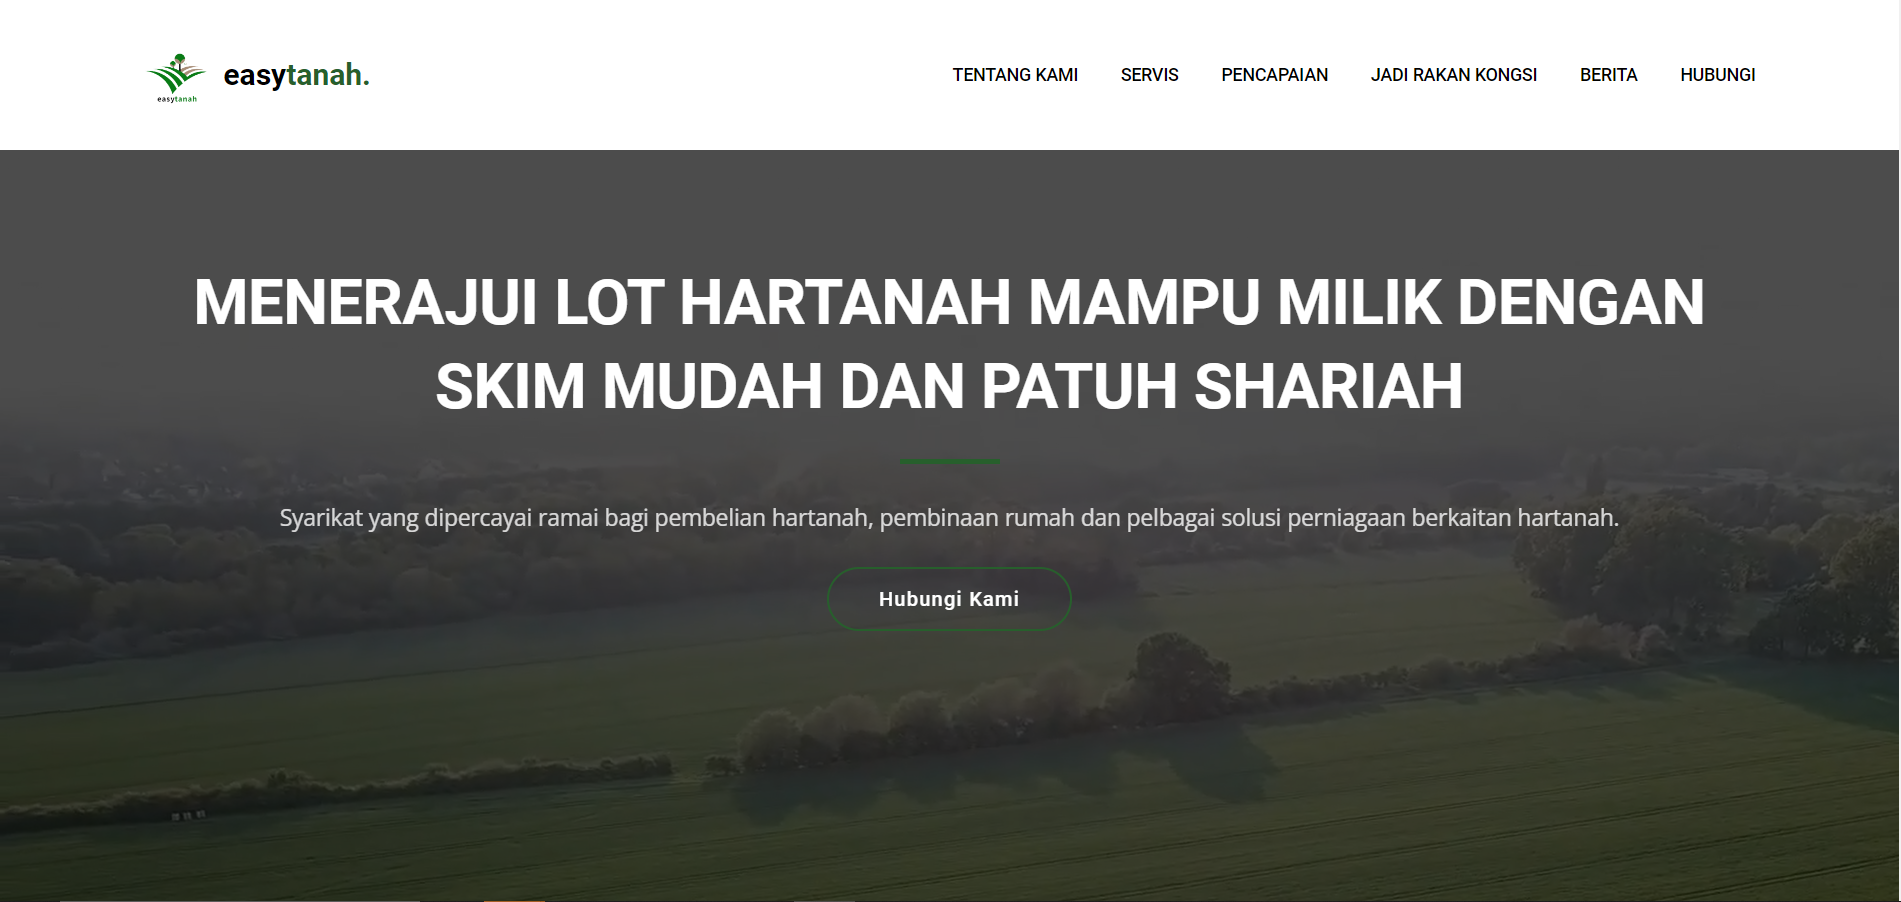 easytanah
easytanah.
TENTANG KAMI
SERVIS
PENCAPAIAN
JADI RAKAN KONGSI
BERITA
HUBUNGI
MENERAJUI LOT HARTANAH MAMPU MILIK DENGAN
SKIM MUDAH DAN PATUH SHARIAH
Syarikat yang dipercayai ramai bagi pembelian hartanah, pembinaan rumah dan pelbagai solusi perniagaan berkaitan hartanah.
Hubungi Kami